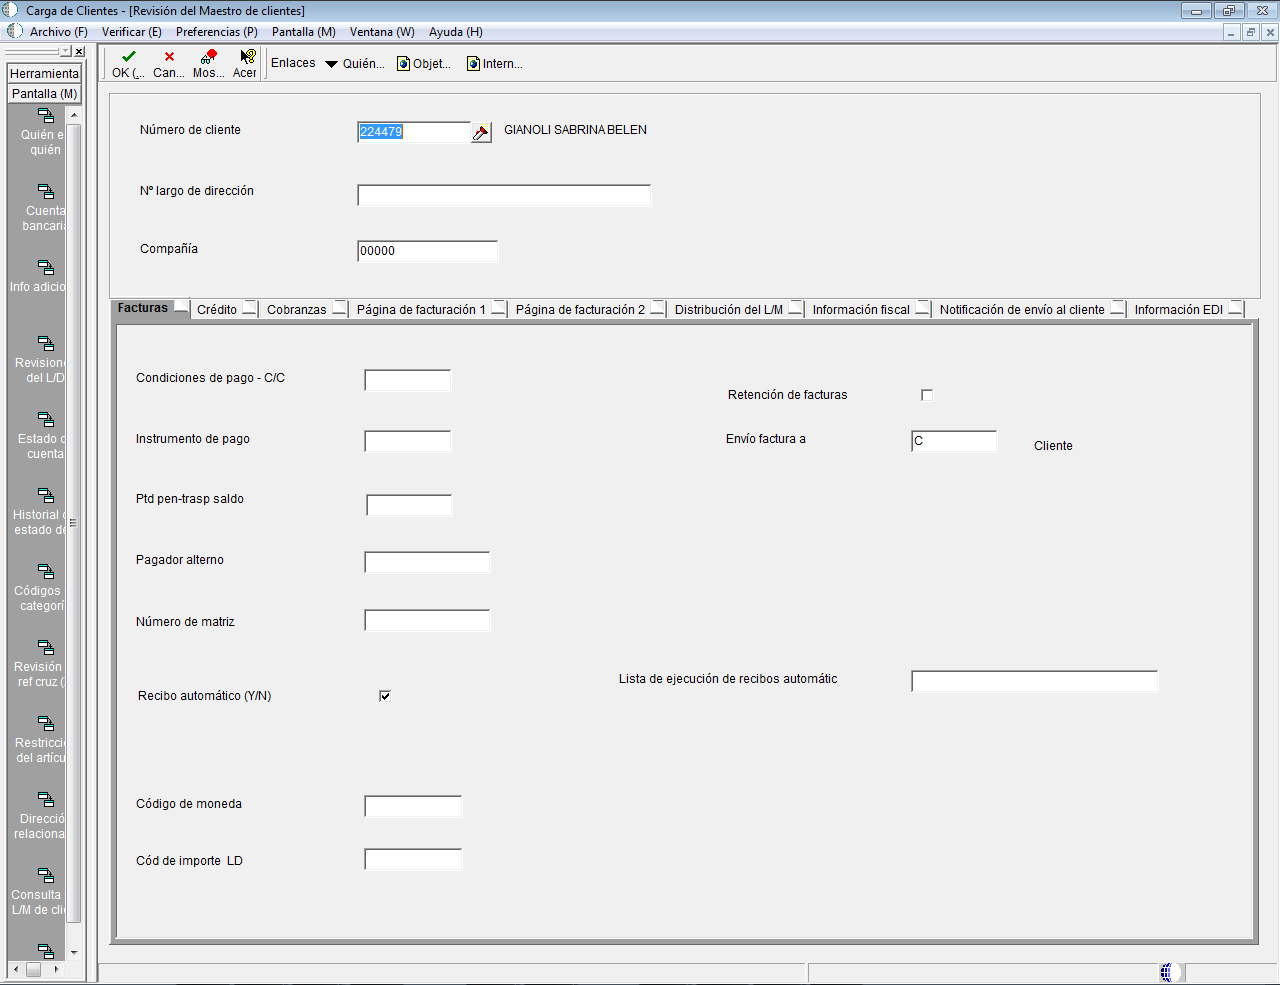 Carga de Clientes - [Revisión del Maestro de clientes]
Archivo (F) Verificar (E) Preferencias (P) Pantalla (M) Ventana (W) Ayuda (H)
Herramienta
Pantalla (M)
OK (... Can... Mos... Acer
Enlaces Quién... Objet... Intern...
Quién e
quién
Cuenta
bancari
Info adicio
Revisione
del L/D
Estado
cuenta
Historial
estado de
Códigos
categorí
Revisión
ref cruz (
Restricci
del artícu
Direcció
relaciona
Consulta
L/M de cli
Número de cliente 224479 GIANOLI SABRINA BELEN
Nº largo de dirección
Compañía 00000
Facturas Crédito Cobranzas Página de facturación 1 Página de facturación 2 Distribución del L/M Información fiscal Notificación de envío al cliente Información EDI
Condiciones de pago - C/C
Retención de facturas
Instrumento de pago
Envío factura a C Cliente
Ptd pen-trasp saldo
Pagador alterno
Número de matriz
Lista de ejecución de recibos automátic
Recibo automático (Y/N)
Código de moneda
Cód de importe LD